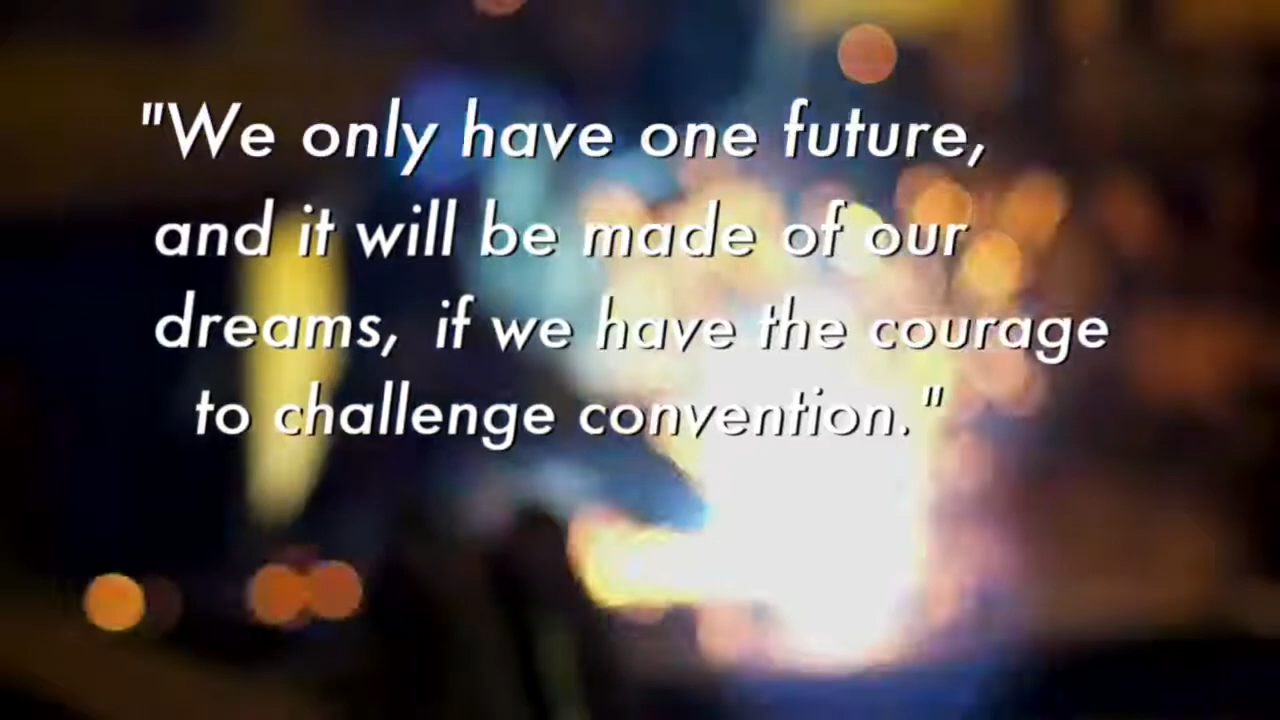 "We only have one future,
and it will be made of our
dreams, if we have the courage
to challenge convention."